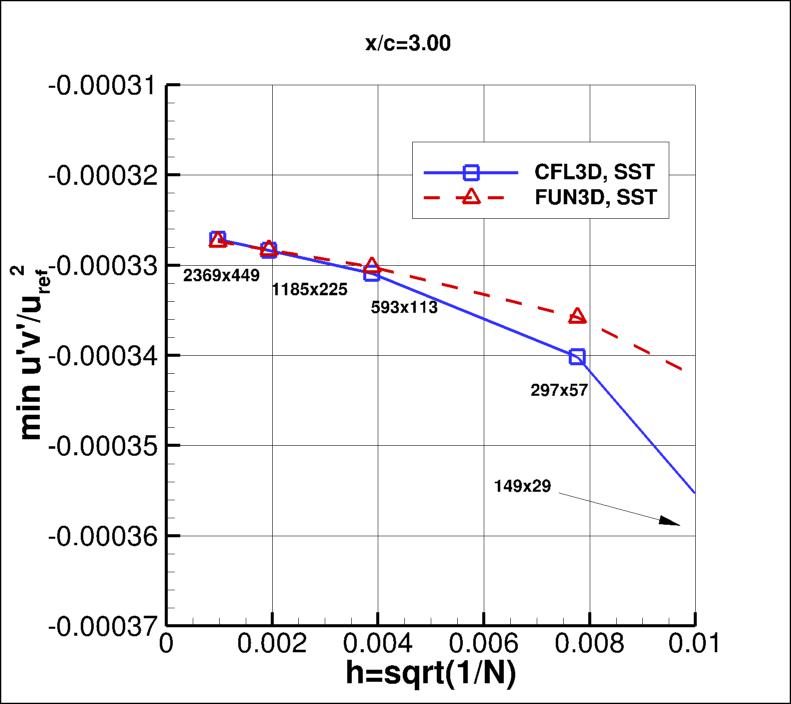 x/c=3.00
-0.00031
-0.00032
-0.00033
-0.00034
-0.00035
-0.00036
-0.00037
min u'v'/u_ref^2
CFL3D, SST
FUN3D, SST
2369x449
1185x225
593x113
297x57
149x29
0 0.002 0.004 0.006 0.008 0.01
h=sqrt(1/N)